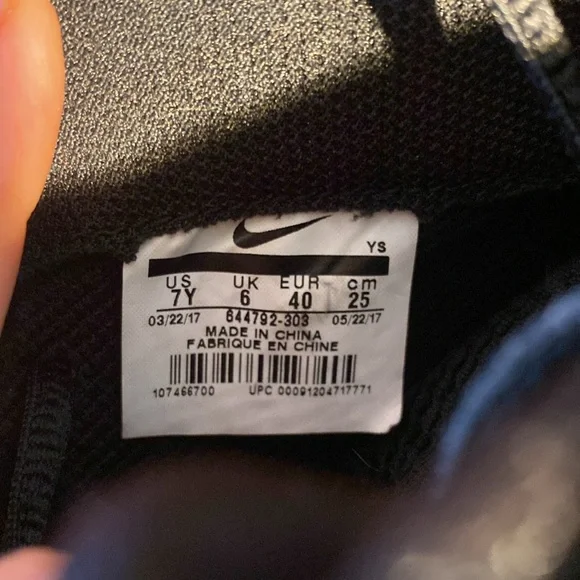 YS
US UK EUR cm
7Y 6 40 25
03/22/17 644792-303 05/22/17
MADE IN CHINA
FABRIQUE EN CHINE
107466700 UPC 00091204717771